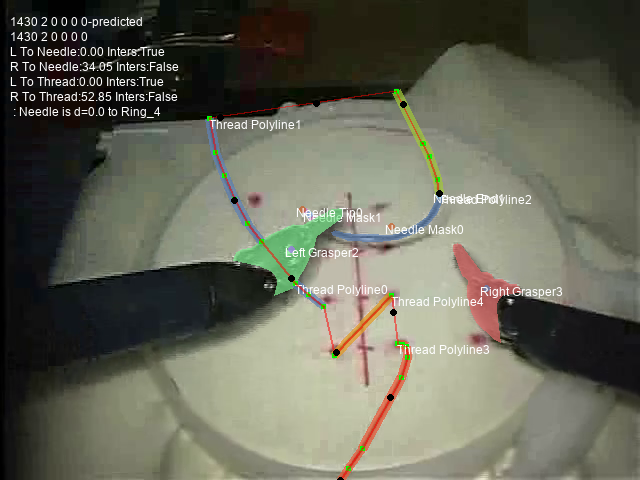 1430 2 0 0 0 0-predicted
1430 2 0 0 0 0
L To Needle:0.00 Inters:True
R To Needle:34.05 Inters:False
L To Thread:0.00 Inters:True
R To Thread:52.85 Inters:False
: Needle is d=0.0 to Ring_4
Thread Polyline1
Thread Polyline2
Needle Tip0
Needle Mask1
Needle Mask0
Left Grasper2
Thread Polyline0
Right Grasper3
Thread Polyline4
Thread Polyline3